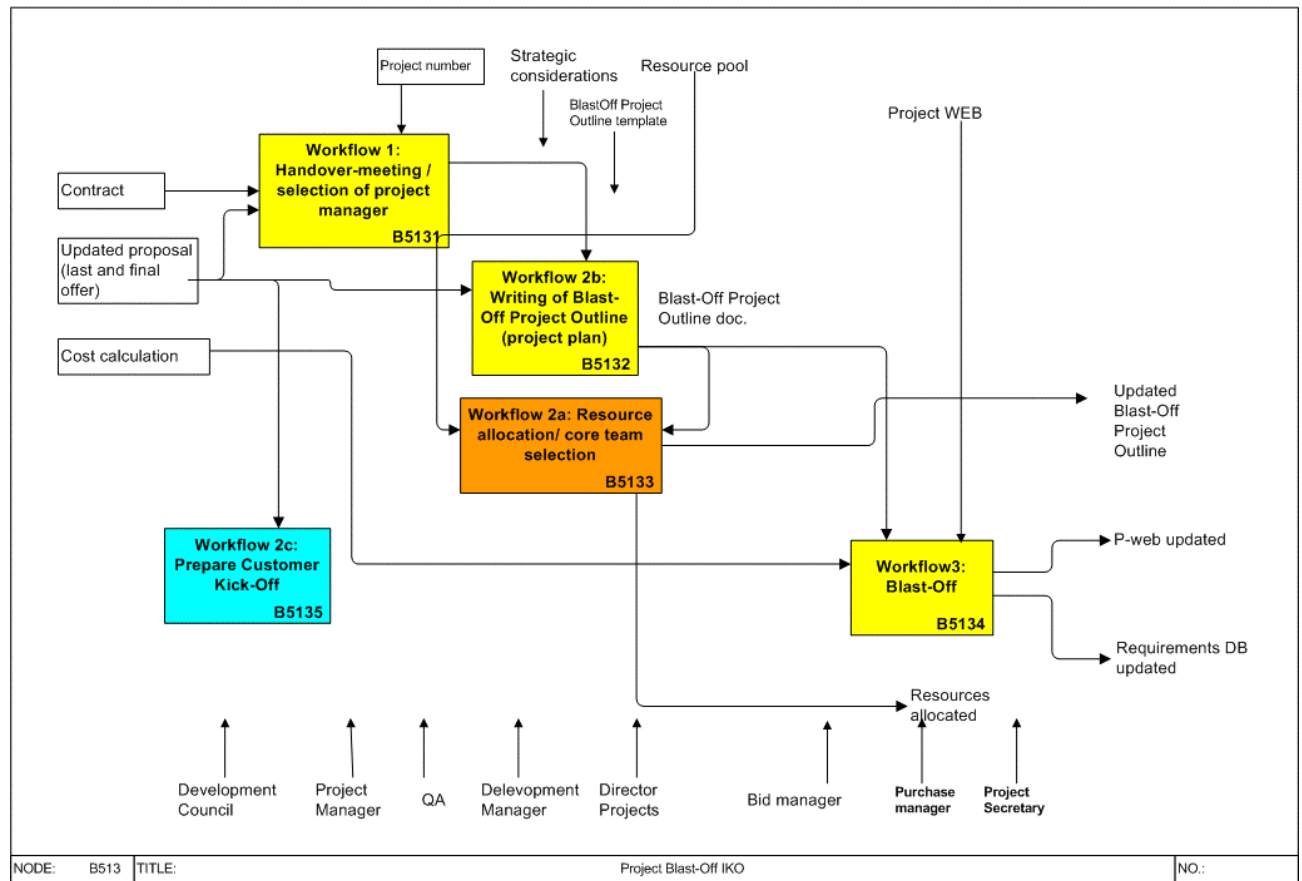 Project number
Strategic
considerations
Resource pool
BlastOff Project
Outline template
Project WEB
Workflow 1:
Handover-meeting /
selection of project
manager
B5131
Contract
Updated proposal
(last and final
offer)
Workflow 2b:
Writing of Blast-
Off Project Outline
(project plan)
B5132
Blast-Off Project
Outline doc.
Cost calculation
Workflow 2a: Resource
allocation/ core team
selection
B5133
Updated
Blast-Off
Project
Outline
Workflow 2c:
Prepare Customer
Kick-Off
B5135
Workflow3:
Blast-Off
B5134
P-web updated
Requirements DB
updated
Resources
allocated
Development
Council
Project
Manager
QA
Delevopment
Manager
Director
Projects
Bid manager
Purchase
manager
Project
Secretary
NODE: B513 TITLE: Project Blast-Off IKO NO.: